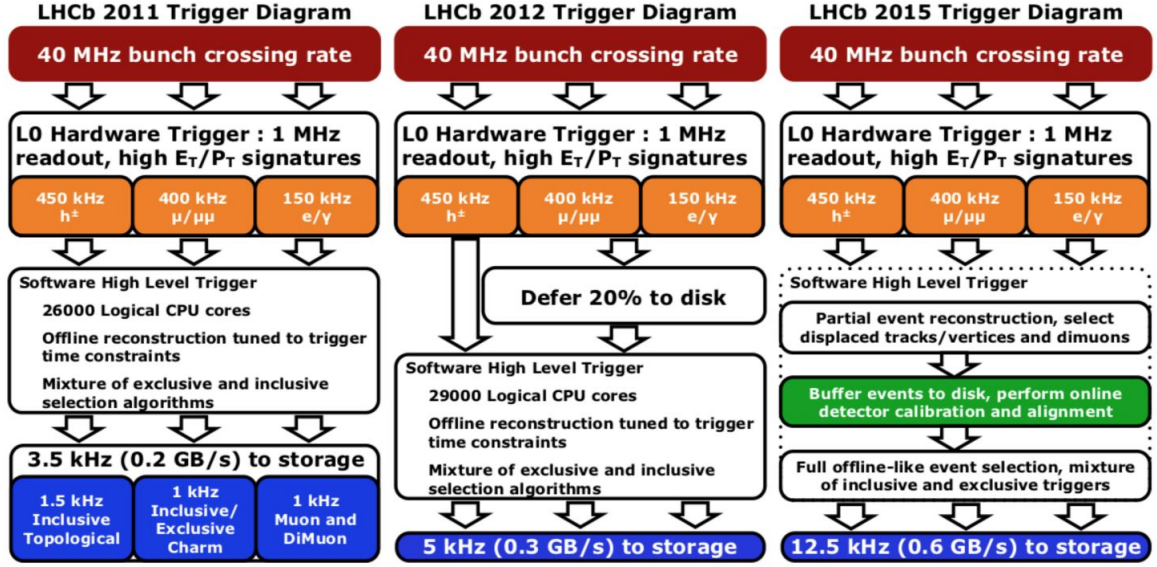 LHCb 2011 Trigger Diagram
40 MHz bunch crossing rate
L0 Hardware Trigger : 1 MHz
readout, high E_T/P_T signatures
450 kHz
h±
400 kHz
µ/µµ
150 kHz
e/γ
Software High Level Trigger
26000 Logical CPU cores
Offline reconstruction tuned to trigger
time constraints
Mixture of exclusive and inclusive
selection algorithms
3.5 kHz (0.2 GB/s) to storage
1.5 kHz
Inclusive
Topological
1 kHz
Inclusive/
Exclusive
Charm
1 kHz
Muon and
DiMuon
LHCb 2012 Trigger Diagram
40 MHz bunch crossing rate
L0 Hardware Trigger : 1 MHz
readout, high E_T/P_T signatures
450 kHz
h±
400 kHz
µ/µµ
150 kHz
e/γ
Defer 20% to disk
Software High Level Trigger
29000 Logical CPU cores
Offline reconstruction tuned to trigger
time constraints
Mixture of exclusive and inclusive
selection algorithms
5 kHz (0.3 GB/s) to storage
LHCb 2015 Trigger Diagram
40 MHz bunch crossing rate
L0 Hardware Trigger : 1 MHz
readout, high E_T/P_T signatures
450 kHz
h±
400 kHz
µ/µµ
150 kHz
e/γ
Software High Level Trigger
Partial event reconstruction, select
displaced tracks/vertices and dimuons
Buffer events to disk, perform online
detector calibration and alignment
Full offline-like event selection, mixture
of inclusive and exclusive triggers
12.5 kHz (0.6 GB/s) to storage